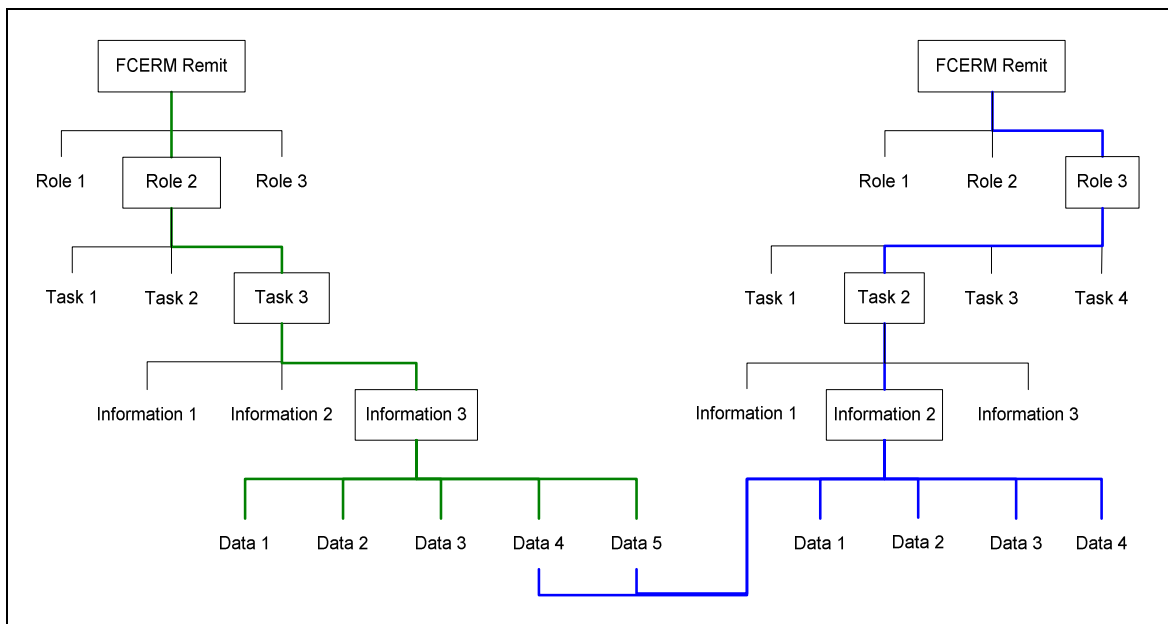 FCERM Remit
FCERM Remit
Role 1
Role 2
Role 3
Role 1
Role 2
Role 3
Task 1
Task 2
Task 3
Task 1
Task 2
Task 3
Task 4
Information 1
Information 2
Information 3
Information 1
Information 2
Information 3
Data 1
Data 2
Data 3
Data 4
Data 5
Data 1
Data 2
Data 3
Data 4